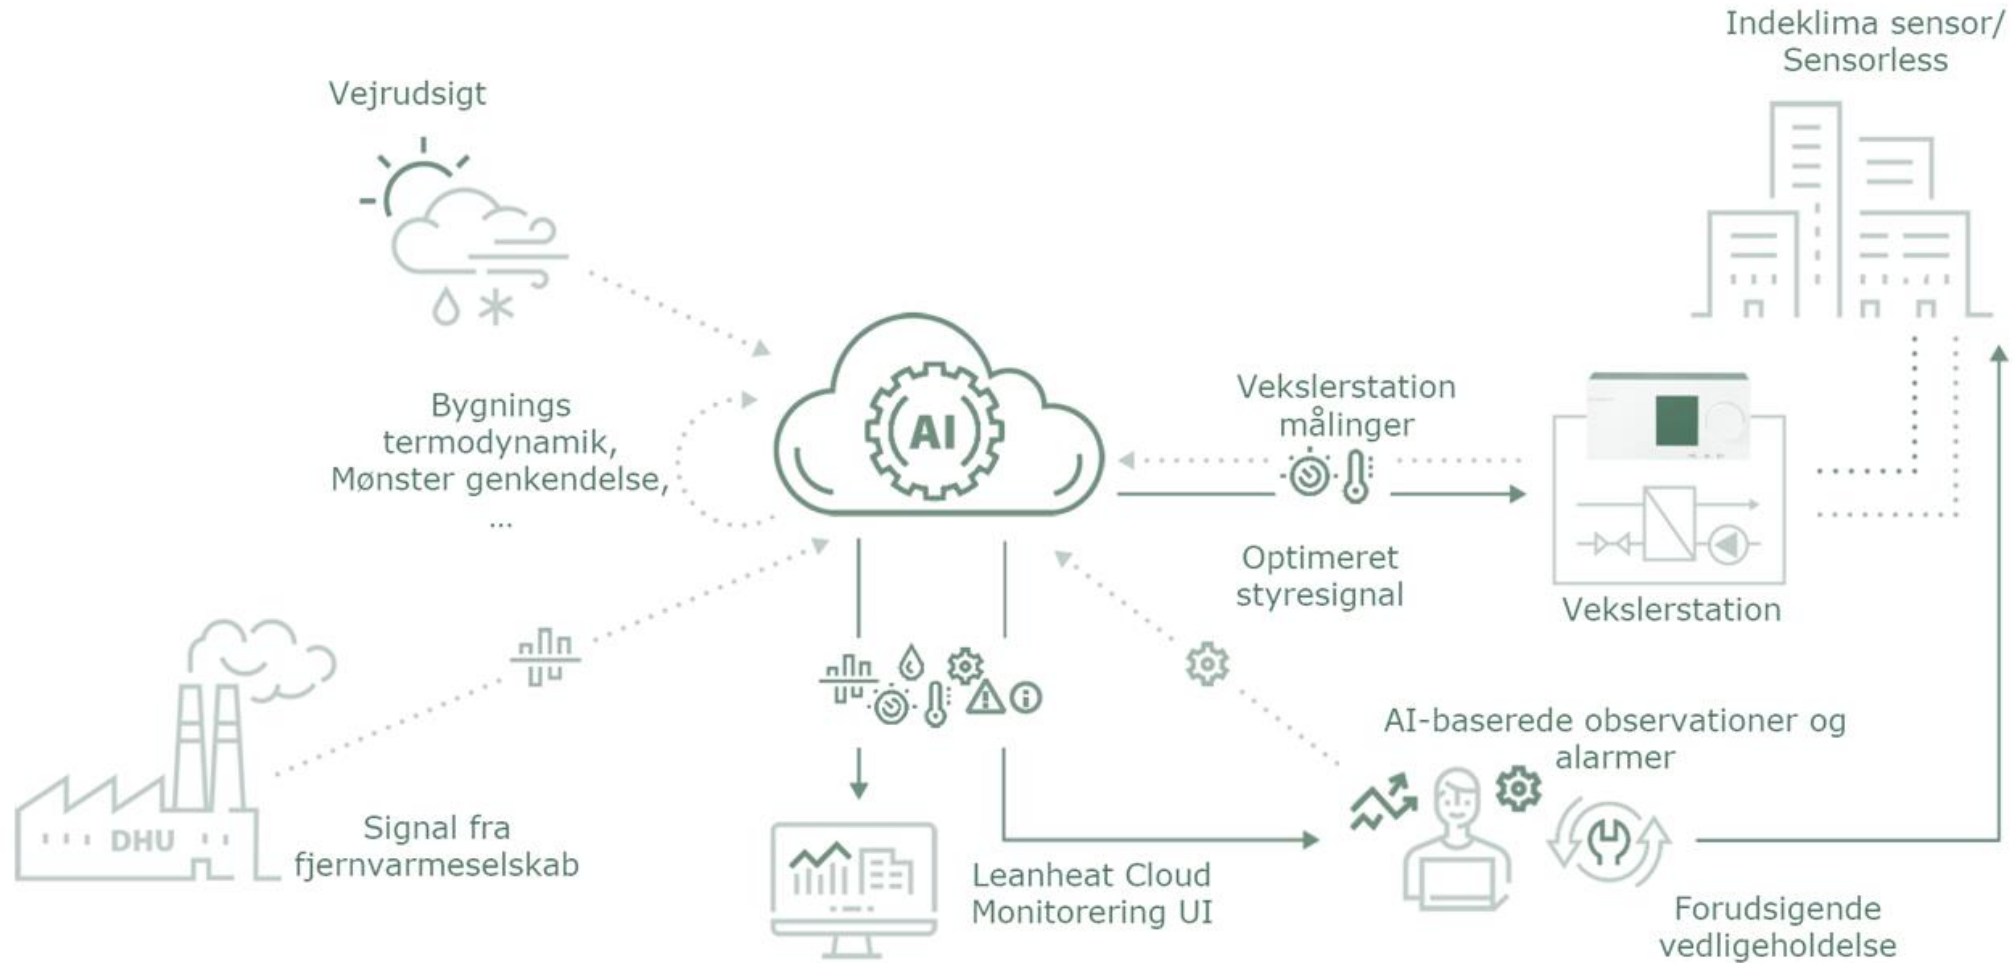 Indeklima sensor/
Sensorless
Vejrudsigt
Bygnings
termodynamik,
Mønster genkendelse,
...
AI
Vekslerstation
målinger
Optimeret
styresignal
Vekslerstation
AI-baserede observationer og
alarmer
DHU
Signal fra
fjernvarmeselskab
Leanheat Cloud
Monitorering UI
Forudsigende
vedligeholdelse